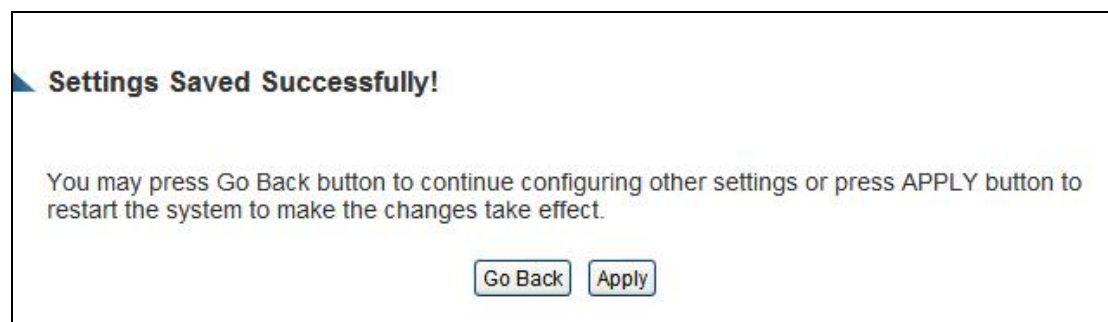 Settings Saved Successfully!
You may press Go Back button to continue configuring other settings or press APPLY button to
restart the system to make the changes take effect.
Go Back Apply